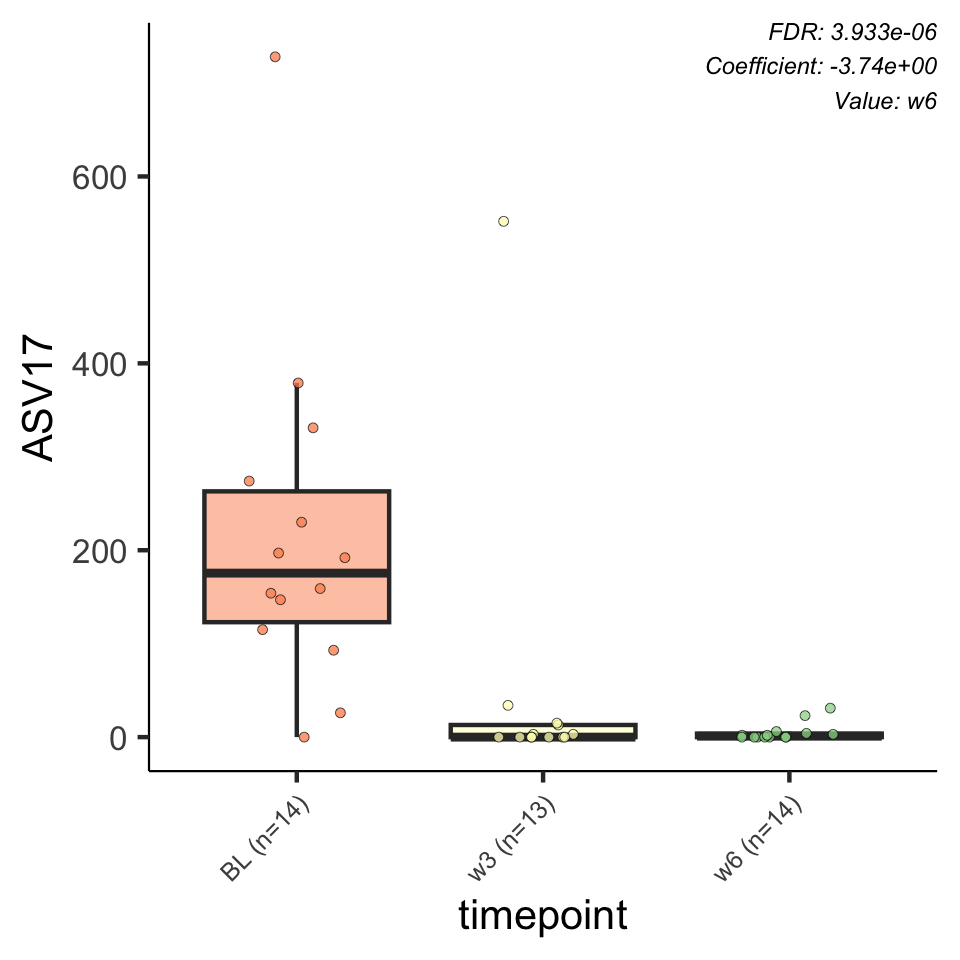 FDR: 3.933e-06
Coefficient: -3.74e+00
Value: w6
ASV17
600
400
200
0
BL (n=14)
w3 (n=13)
w6 (n=14)
timepoint